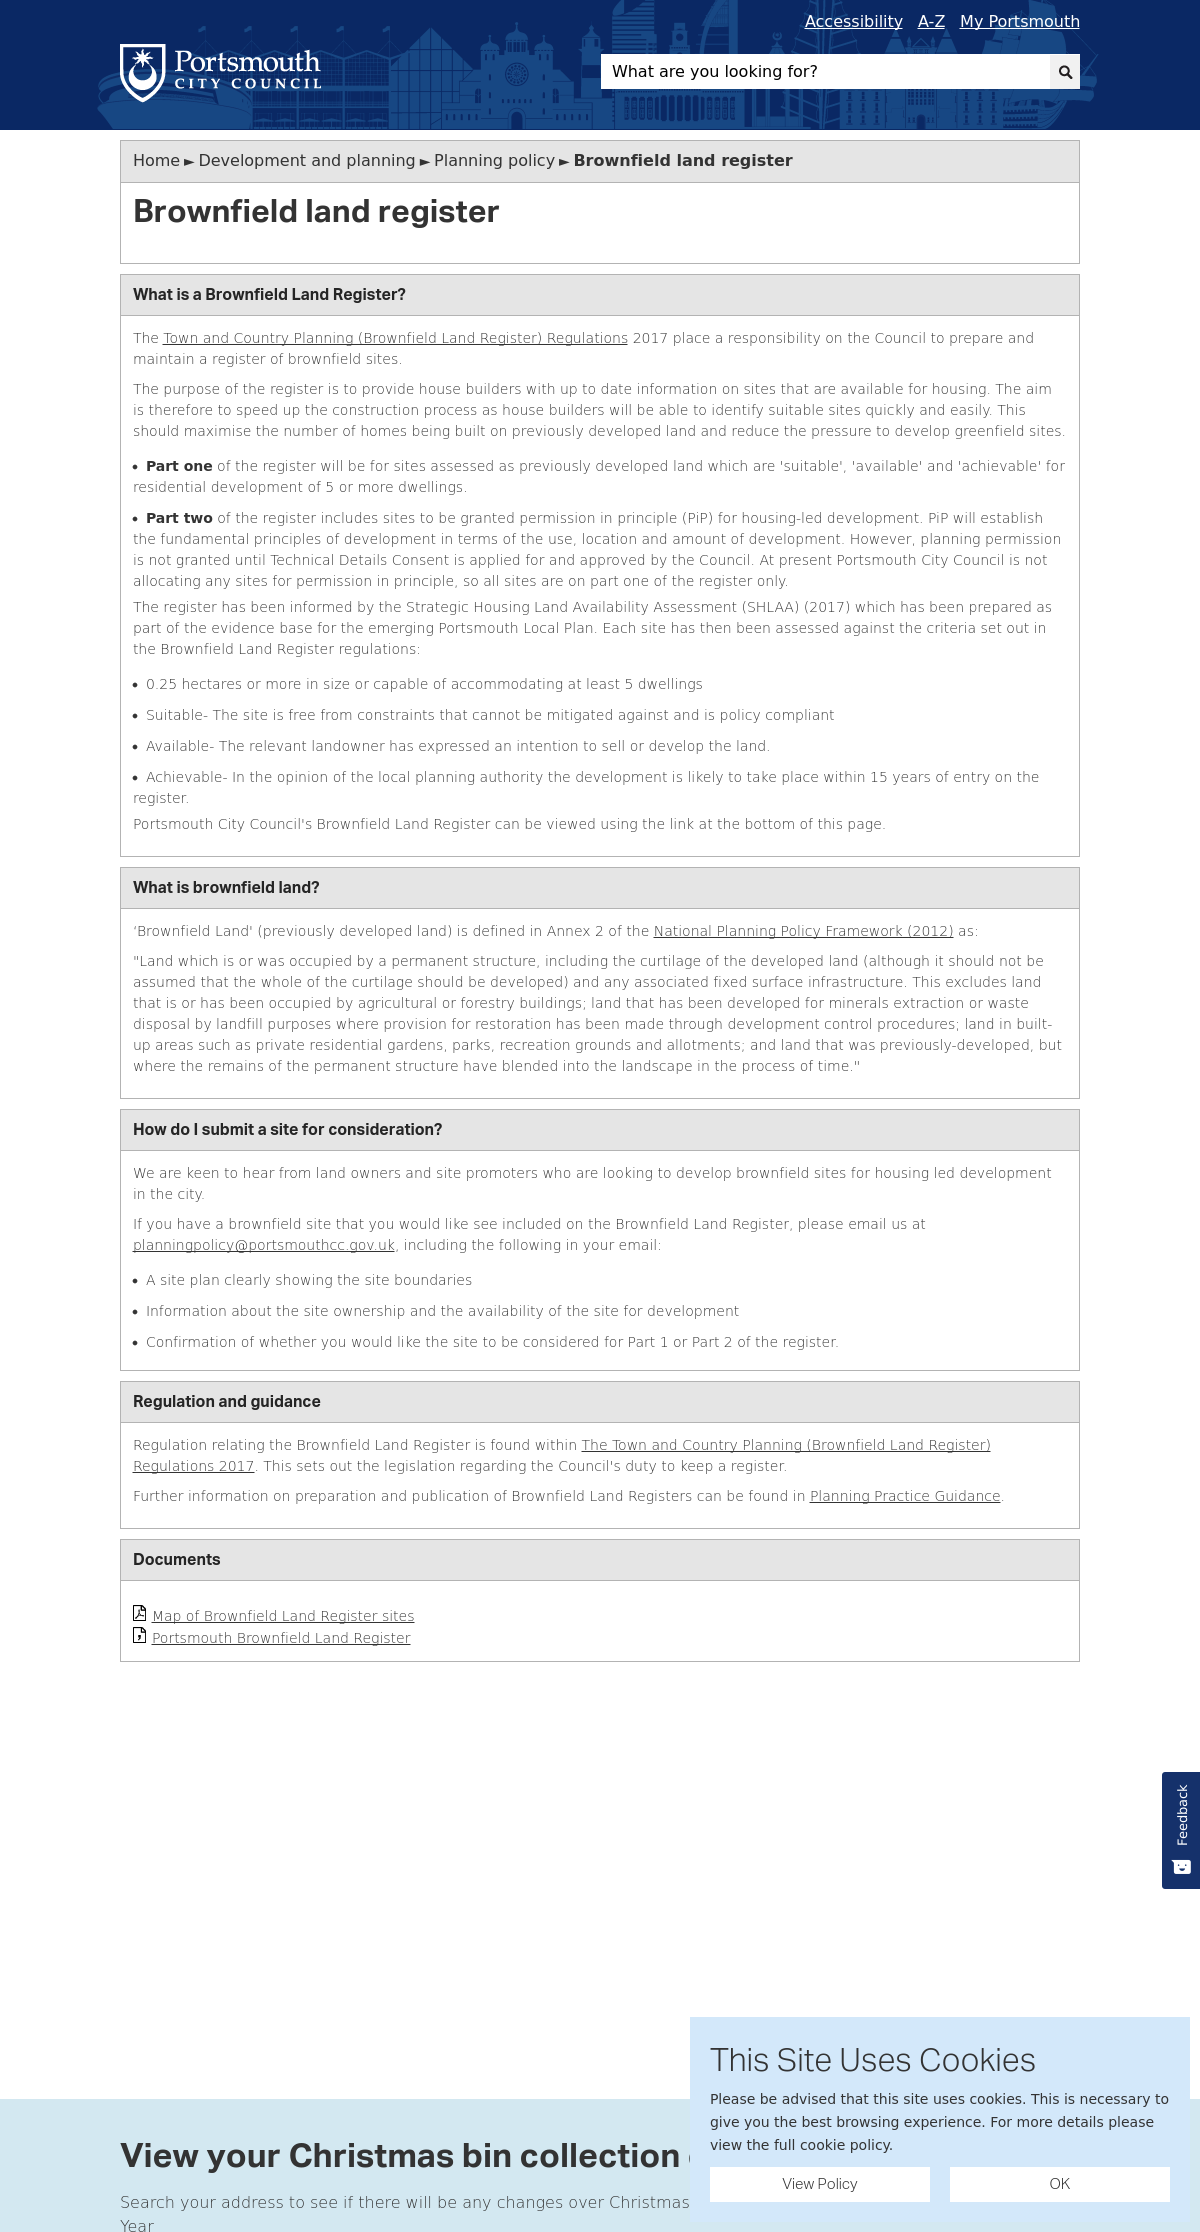 Accessibility A-Z My Portsmouth
Portsmouth
CITY COUNCIL
What are you looking for?
Home ► Development and planning ► Planning policy ► Brownfield land register
Brownfield land register
What is a Brownfield Land Register?
The Town and Country Planning (Brownfield Land Register) Regulations 2017 place a responsibility on the Council to prepare and
maintain a register of brownfield sites.
The purpose of the register is to provide house builders with up to date information on sites that are available for housing. The aim
is therefore to speed up the construction process as house builders will be able to identify suitable sites quickly and easily. This
should maximise the number of homes being built on previously developed land and reduce the pressure to develop greenfield sites.
• Part one of the register will be for sites assessed as previously developed land which are 'suitable', 'available' and 'achievable' for
residential development of 5 or more dwellings.
• Part two of the register includes sites to be granted permission in principle (PiP) for housing-led development. PiP will establish
the fundamental principles of development in terms of the use, location and amount of development. However, planning permission
is not granted until Technical Details Consent is applied for and approved by the Council. At present Portsmouth City Council is not
allocating any sites for permission in principle, so all sites are on part one of the register only.
The register has been informed by the Strategic Housing Land Availability Assessment (SHLAA) (2017) which has been prepared as
part of the evidence base for the emerging Portsmouth Local Plan. Each site has then been assessed against the criteria set out in
the Brownfield Land Register regulations:
• 0.25 hectares or more in size or capable of accommodating at least 5 dwellings
• Suitable- The site is free from constraints that cannot be mitigated against and is policy compliant
• Available- The relevant landowner has expressed an intention to sell or develop the land.
• Achievable- In the opinion of the local planning authority the development is likely to take place within 15 years of entry on the
register.
Portsmouth City Council's Brownfield Land Register can be viewed using the link at the bottom of this page.
What is brownfield land?
‘Brownfield Land' (previously developed land) is defined in Annex 2 of the National Planning Policy Framework (2012) as:
"Land which is or was occupied by a permanent structure, including the curtilage of the developed land (although it should not be
assumed that the whole of the curtilage should be developed) and any associated fixed surface infrastructure. This excludes land
that is or has been occupied by agricultural or forestry buildings; land that has been developed for minerals extraction or waste
disposal by landfill purposes where provision for restoration has been made through development control procedures; land in built-
up areas such as private residential gardens, parks, recreation grounds and allotments; and land that was previously-developed, but
where the remains of the permanent structure have blended into the landscape in the process of time."
How do I submit a site for consideration?
We are keen to hear from land owners and site promoters who are looking to develop brownfield sites for housing led development
in the city.
If you have a brownfield site that you would like see included on the Brownfield Land Register, please email us at
planningpolicy@portsmouthcc.gov.uk, including the following in your email:
• A site plan clearly showing the site boundaries
• Information about the site ownership and the availability of the site for development
• Confirmation of whether you would like the site to be considered for Part 1 or Part 2 of the register.
Regulation and guidance
Regulation relating the Brownfield Land Register is found within The Town and Country Planning (Brownfield Land Register)
Regulations 2017. This sets out the legislation regarding the Council's duty to keep a register.
Further information on preparation and publication of Brownfield Land Registers can be found in Planning Practice Guidance.
Documents
Map of Brownfield Land Register sites
Portsmouth Brownfield Land Register
Feedback
This Site Uses Cookies
Please be advised that this site uses cookies. This is necessary to
give you the best browsing experience. For more details please
view the full cookie policy.
View Policy OK
View your Christmas bin collection
Search your address to see if there will be any changes over Christmas
Year